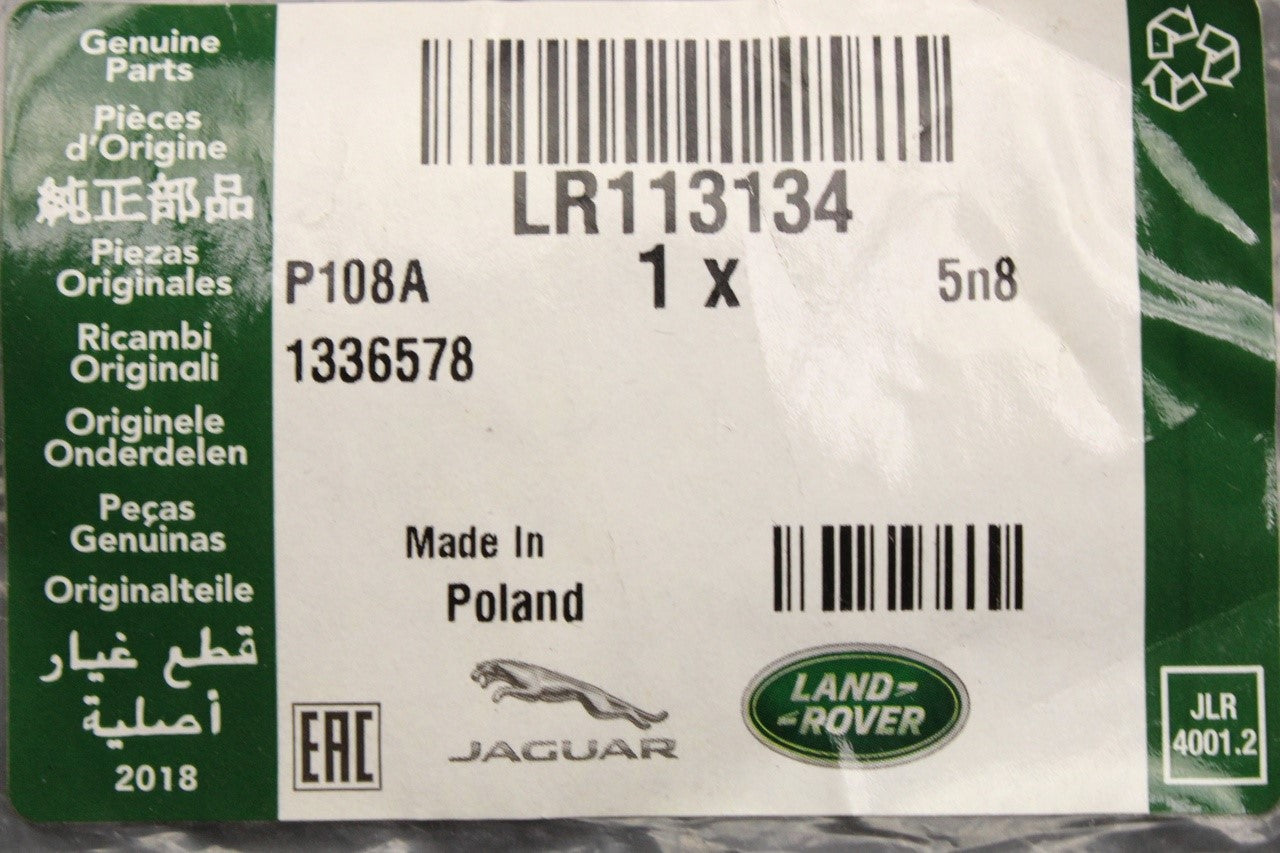 Genuine
Parts
Pièces
d'Origine
純正部品
Piezas
Originales
Ricambi
Originali
Originele
Onderdelen
Peças
Genuinas
Originalteile
قطع غيار
أصلية
2018
LR113134
P108A
1 x
5n8
1336578
Made In
Poland
EAC
JAGUAR
LAND-
-ROVER
JLR
4001.2